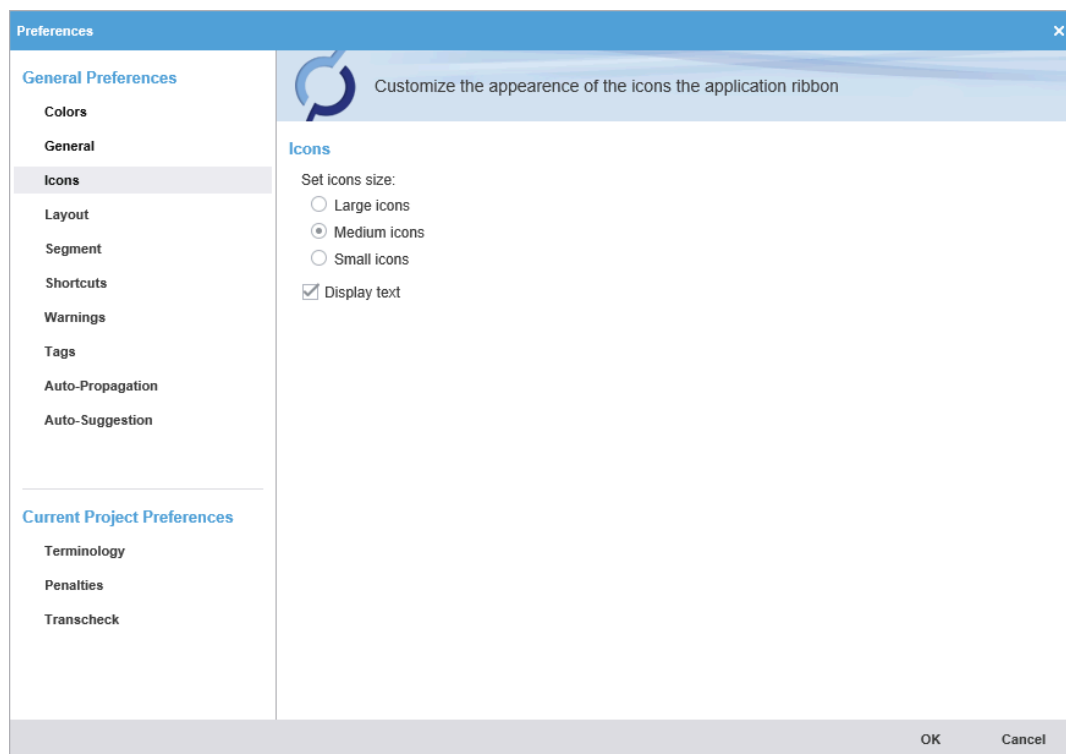 Preferences
General Preferences
Colors
General
Icons
Layout
Segment
Shortcuts
Warnings
Tags
Auto-Propagation
Auto-Suggestion
Current Project Preferences
Terminology
Penalties
Transcheck
Customize the appearence of the icons the application ribbon
Icons
Set icons size:
Large icons
Medium icons
Small icons
Display text
OK Cancel